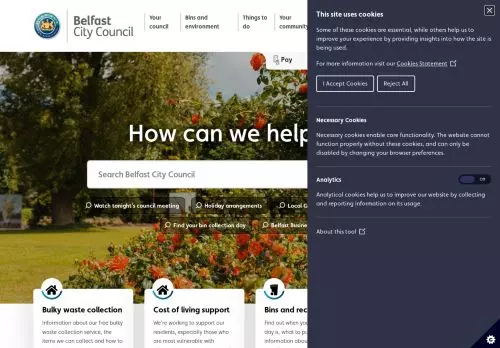 Belfast
City Council
Your
council
Bins and
environment
Things to
do
Your
community
Pay
How can we help
Search Belfast City Council
Watch tonight's council meeting
Holiday arrangements
Local G
Find your bin collection day
Belfast Busine
Bulky waste collection
Information about our free bulky
waste collection service, the
items we can collect and how to
Cost of living support
We're working to support our
residents, especially those who
are most vulnerable with
Bins and rec
Find out when you
day is, what to pu
This site uses cookies
Some of these cookies are essential, while others help us to
improve your experience by providing insights into how the site is
being used.
For more information visit our Cookies Statement
I Accept Cookies
Reject All
Necessary Cookies
Necessary cookies enable core functionality. The website cannot
function properly without these cookies, and can only be
disabled by changing your browser preferences.
Analytics
Off
Analytical cookies help us to improve our website by collecting
and reporting information on its usage.
About this tool